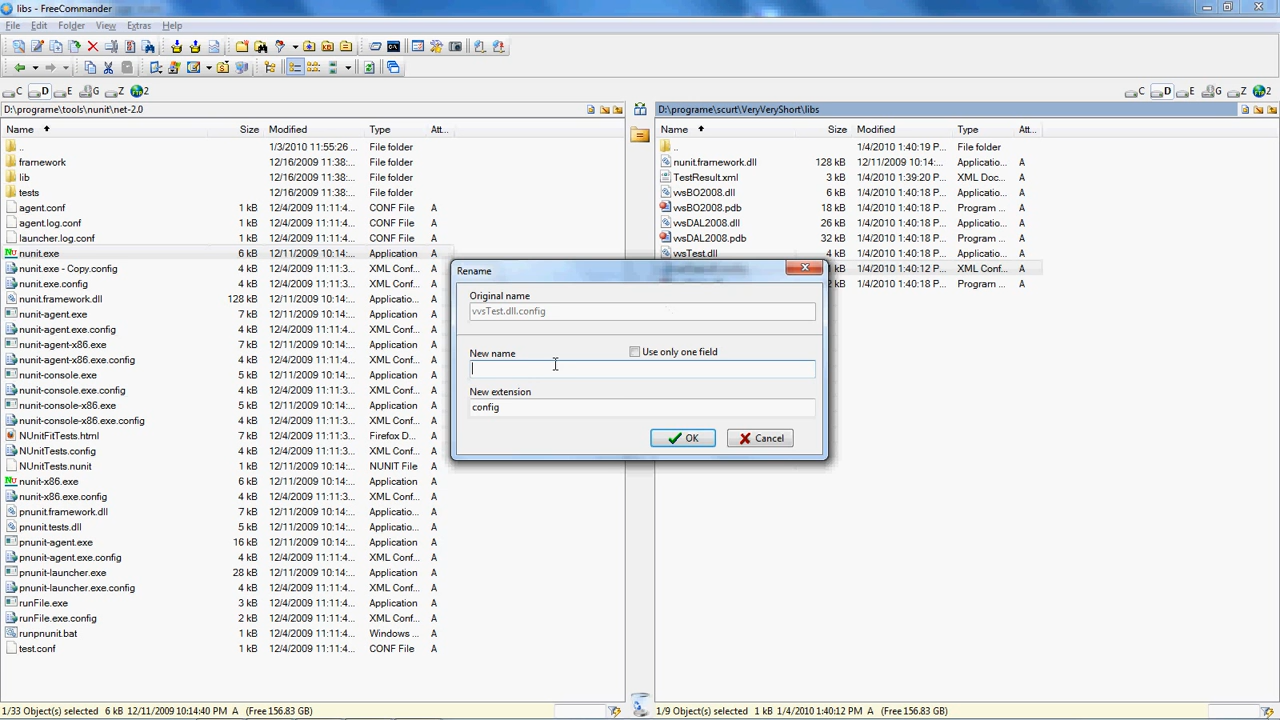 libs - FreeCommander
File Edit Folder View Extras Help
C D E G Z 2
C D E G Z 2
D:\programe\tools\nunit\net-2.0
Name Size Modified Type Att...
.. 1/3/2010 11:55:26 ... File folder
framework 12/16/2009 11:38:... File folder
lib 12/16/2009 11:38:... File folder
tests 12/16/2009 11:38:... File folder
agent.conf 1 kB 12/4/2009 11:11:4... CONF File A
agent.log.conf 1 kB 12/4/2009 11:11:4... CONF File A
launcher.log.conf 1 kB 12/4/2009 11:11:4... CONF File A
nunit.exe 6 kB 12/11/2009 10:14:... Application A
nunit.exe - Copy.config 4 kB 12/4/2009 11:11:3... XML Conf... A
nunit.exe.config 4 kB 12/4/2009 11:11:3... XML Conf... A
nunit.framework.dll 128 kB 12/11/2009 10:14:... Applicatio... A
nunit-agent.exe 7 kB 12/11/2009 10:14:... Application A
nunit-agent.exe.config 4 kB 12/4/2009 11:11:3... XML Conf... A
nunit-agent-x86.exe 7 kB 12/11/2009 10:14:... Application A
nunit-agent-x86.exe.config 4 kB 12/4/2009 11:11:3... XML Conf... A
nunit-console.exe 5 kB 12/11/2009 10:14:... Application A
nunit-console.exe.config 4 kB 12/4/2009 11:11:3... XML Conf... A
nunit-console-x86.exe 5 kB 12/11/2009 10:14:... Application A
nunit-console-x86.exe.config 4 kB 12/4/2009 11:11:3... XML Conf... A
NUnitFitTests.html 4 kB 12/4/2009 11:11:3... Firefox D... A
NUnitTests.config 4 kB 12/4/2009 11:11:3... XML Conf... A
NUnitTests.nunit 1 kB 12/11/2009 10:14:... NUNIT File A
nunit-x86.exe 6 kB 12/11/2009 10:14:... Application A
nunit-x86.exe.config 4 kB 12/4/2009 11:11:3... XML Conf... A
pnunit.framework.dll 7 kB 12/11/2009 10:14:... Applicatio... A
pnunit.tests.dll 5 kB 12/11/2009 10:14:... Applicatio... A
pnunit-agent.exe 16 kB 12/11/2009 10:14:... Application A
pnunit-agent.exe.config 4 kB 12/4/2009 11:11:4... XML Conf... A
pnunit-launcher.exe 28 kB 12/11/2009 10:14:... Application A
pnunit-launcher.exe.config 4 kB 12/4/2009 11:11:4... XML Conf... A
runFile.exe 3 kB 12/4/2009 11:11:4... Application A
runFile.exe.config 2 kB 12/4/2009 11:11:4... XML Conf... A
runpnunit.bat 1 kB 12/4/2009 11:11:4... Windows ... A
test.conf 1 kB 12/4/2009 11:11:4... CONF File A
1/33 Object(s) selected 6 kB 12/11/2009 10:14:40 PM A (Free 156.83 GB)
D:\programe\scurt\VeryVeryShort\libs
Name Size Modified Type Att...
.. 1/4/2010 1:40:19 P... File folder
nunit.framework.dll 128 kB 12/11/2009 10:14:... Applicatio... A
TestResult.xml 3 kB 1/4/2010 1:39:20 P... XML Doc... A
vvsBO2008.dll 6 kB 1/4/2010 1:40:18 P... Applicatio... A
vvsBO2008.pdb 18 kB 1/4/2010 1:40:18 P... Program ... A
vvsDAL2008.dll 26 kB 1/4/2010 1:40:18 P... Applicatio... A
vvsDAL2008.pdb 32 kB 1/4/2010 1:40:18 P... Program ... A
vvsTest.dll 4 kB 1/4/2010 1:40:18 P... Applicatio... A
1 kB 1/4/2010 1:40:12 P... XML Conf... A
1/4/2010 1:40:18 P... Program ... A
1/9 Object(s) selected 1 kB 1/4/2010 1:40:12 PM A (Free 156.83 GB)
Rename
Original name
vvsTest.dll.config
New name
Use only one field
New extension
config
OK Cancel